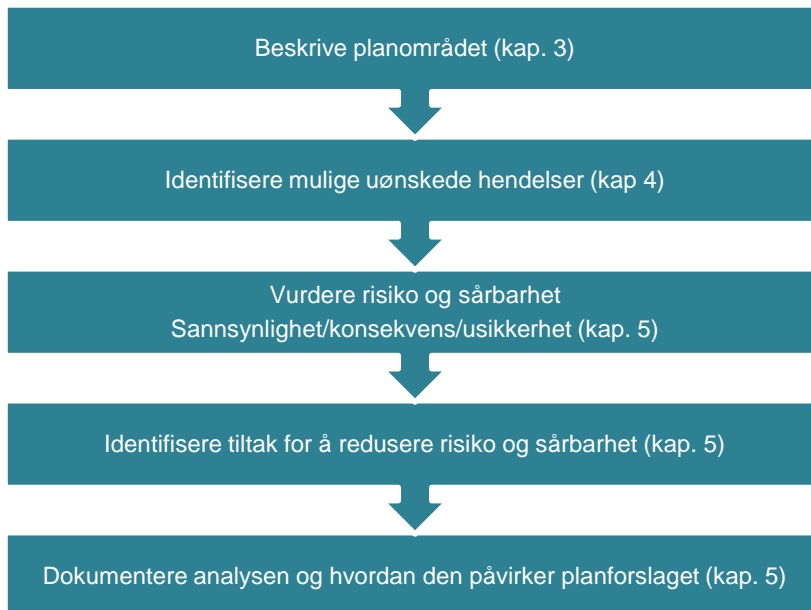 Beskrive planområdet (kap. 3)
Identifisere mulige uønskede hendelser (kap 4)
Vurdere risiko og sårbarhet
Sannsynlighet/konsekvens/usikkerhet (kap. 5)
Identifisere tiltak for å redusere risiko og sårbarhet (kap. 5)
Dokumentere analysen og hvordan den påvirker planforslaget (kap. 5)